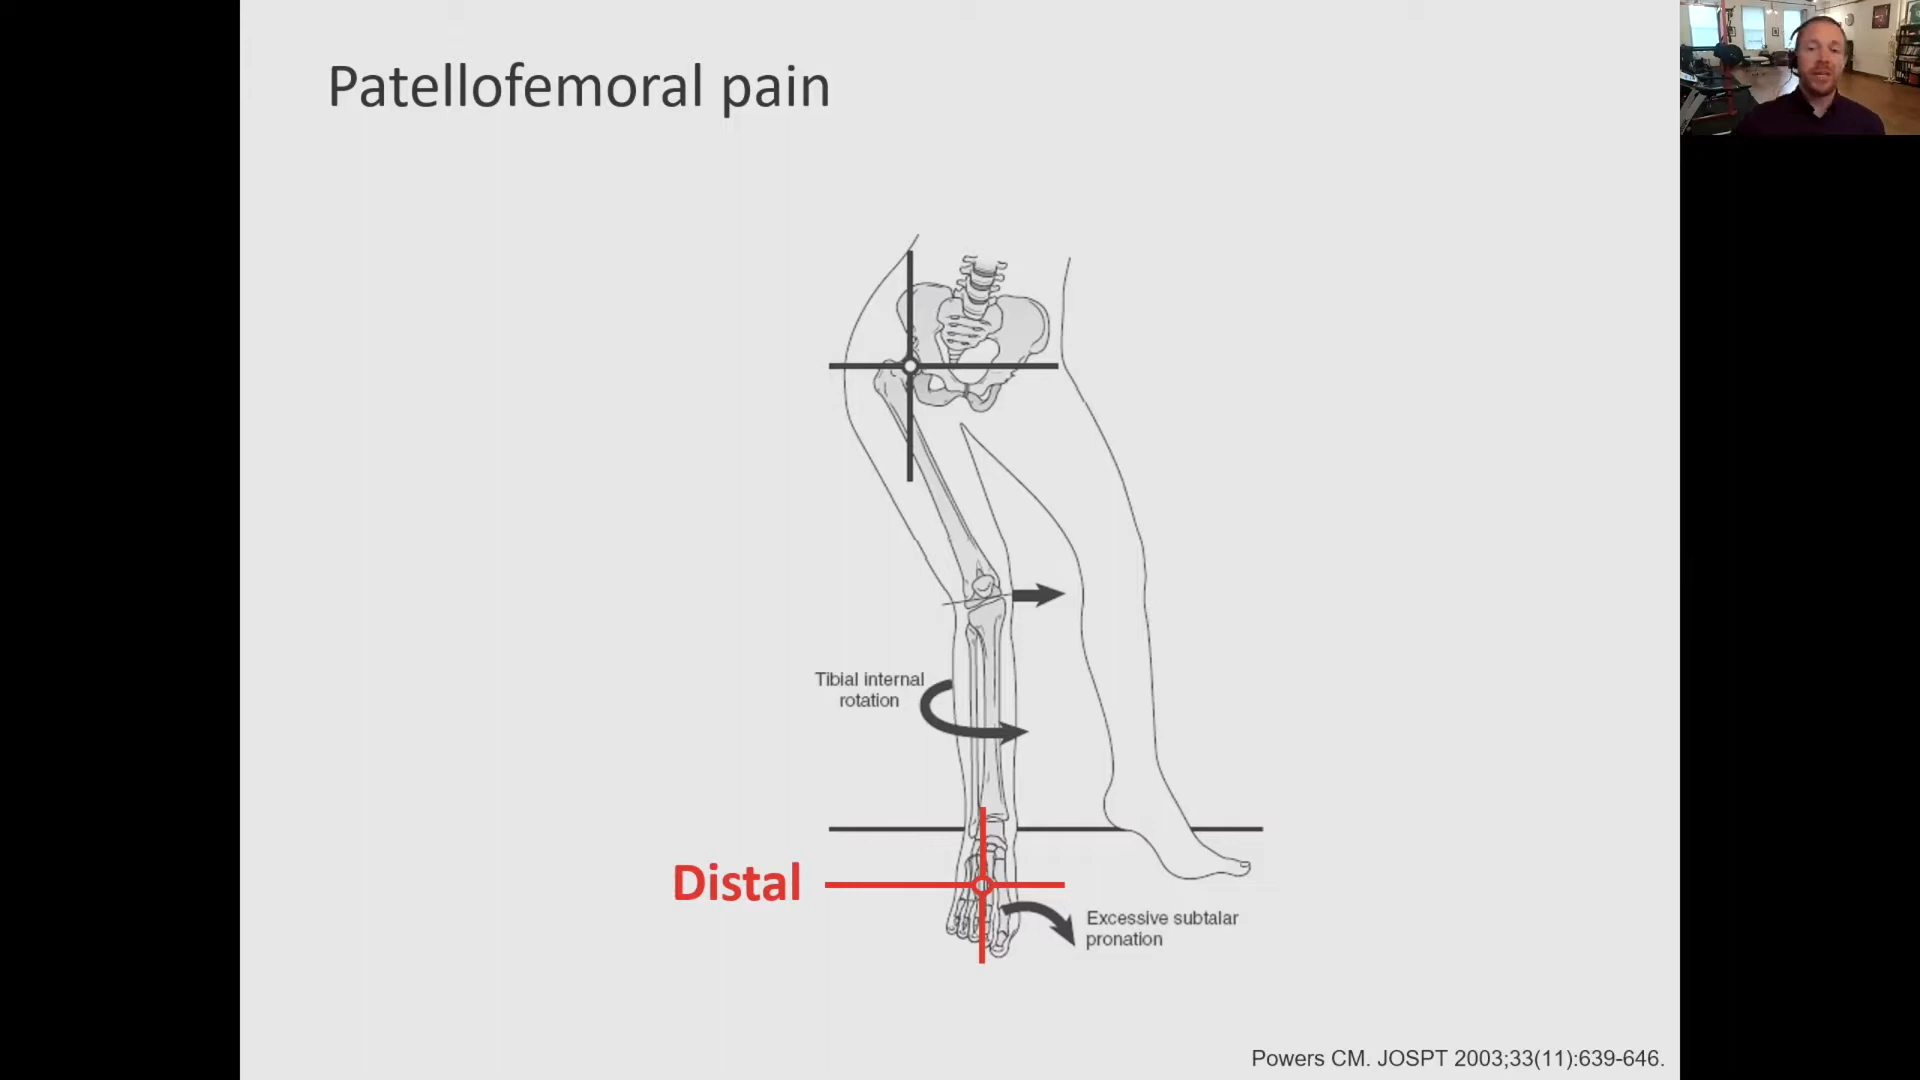 Patellofemoral pain
Tibial internal
rotation
Distal
Excessive subtalar
pronation
Powers CM. JOSPT 2003;33(11):639-646.